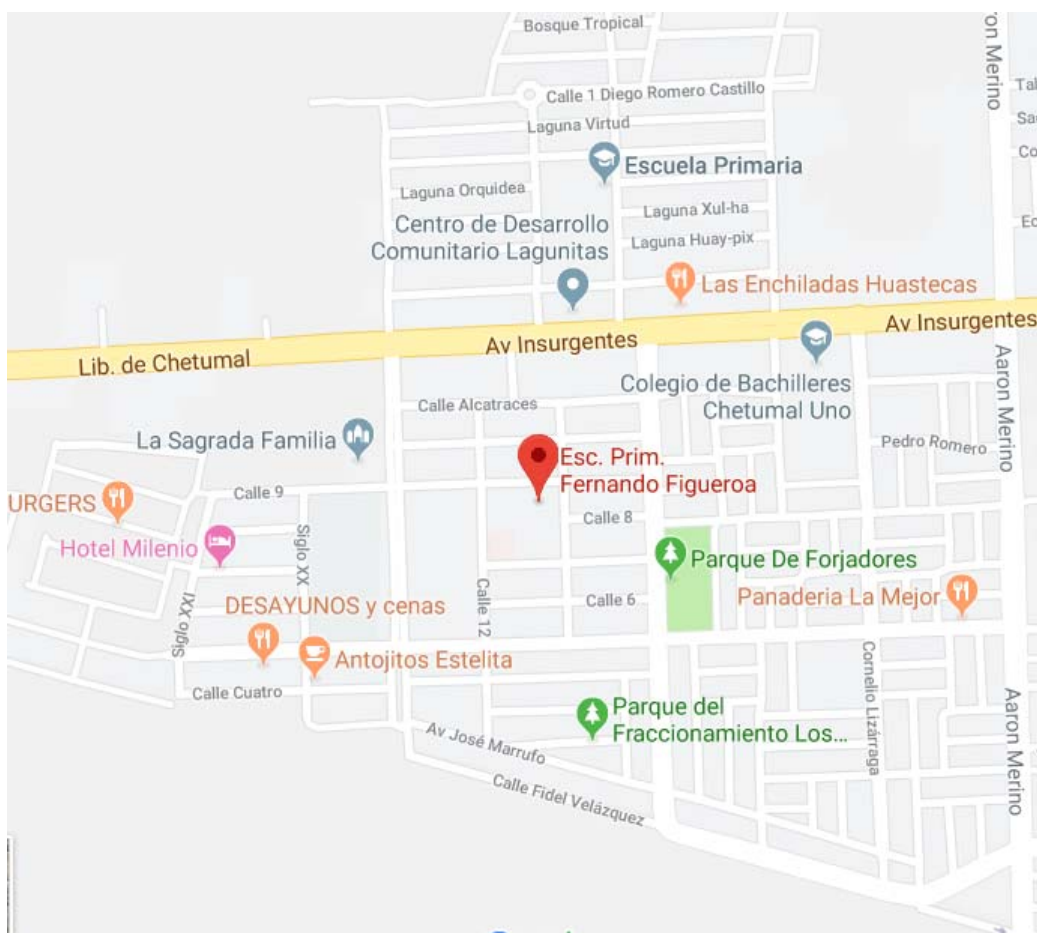 Bosque Tropical
ron Merino
Calle 1 Diego Romero Castillo
Laguna Virtud
Escuela Primaria
Laguna Orquidea
Laguna Xul-ha
Centro de Desarrollo
Comunitario Lagunitas
Laguna Huay-pix
Las Enchiladas Huastecas
Av Insurgentes
Av Insurgentes
Lib. de Chetumal
Aaron Merino
Colegio de Bachilleres
Chetumal Uno
Calle Alcatraces
La Sagrada Familia
Pedro Romero
Esc. Prim.
Fernando Figueroa
Calle 9
URGERS
Calle 8
Siglo XX
Hotel Milenio
Parque De Forjadores
Calle 12
Calle 6
Panaderia La Mejor
Siglo XXI
DESAYUNOS y cenas
Antojitos Estelita
Cornelio Lizárraga
Calle Cuatro
Parque del
Fraccionamiento Los...
Aaron Merino
Av José Marrufo
Calle Fidel Velázquez